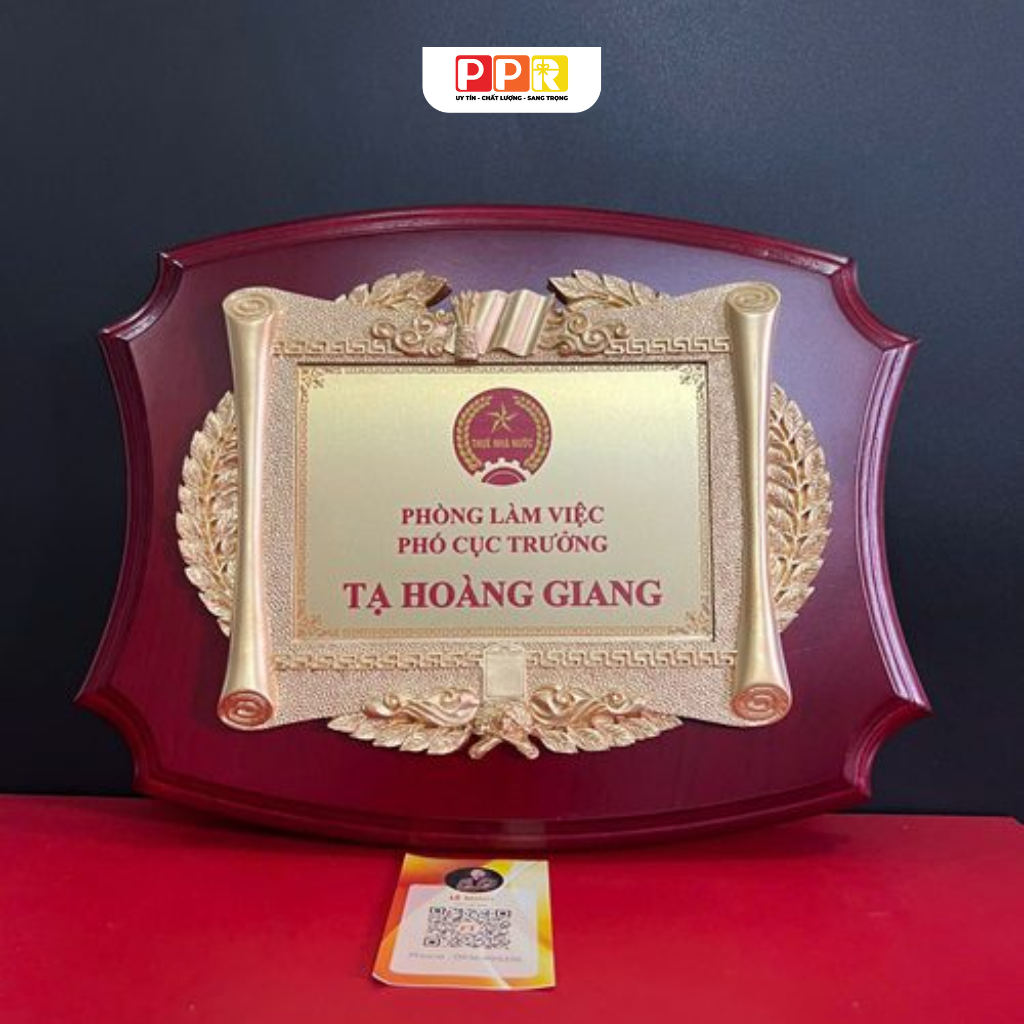 PPR
UY TÍN - CHẤT LƯỢNG - SANG TRỌNG
THUẾ NHÀ NƯỚC
PHÒNG LÀM VIỆC
PHÓ CỤC TRƯỞNG
TẠ HOÀNG GIANG
LÊ